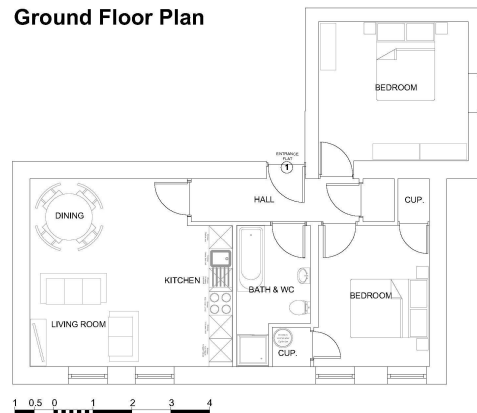 Ground Floor Plan
BEDROOM
ENTRANCE
FLAT
1
HALL
CUP.
DINING
KITCHEN
BATH & WC
BEDROOM
LIVING ROOM
CUP.
1 0.5 0 1 2 3 4